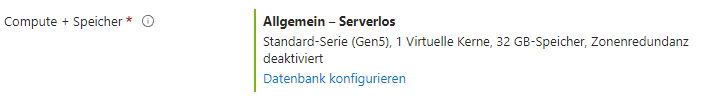 Compute + Speicher *
Allgemein – Serverlos
Standard-Serie (Gen5), 1 Virtuelle Kerne, 32 GB-Speicher, Zonenredundanz
deaktiviert
Datenbank konfigurieren